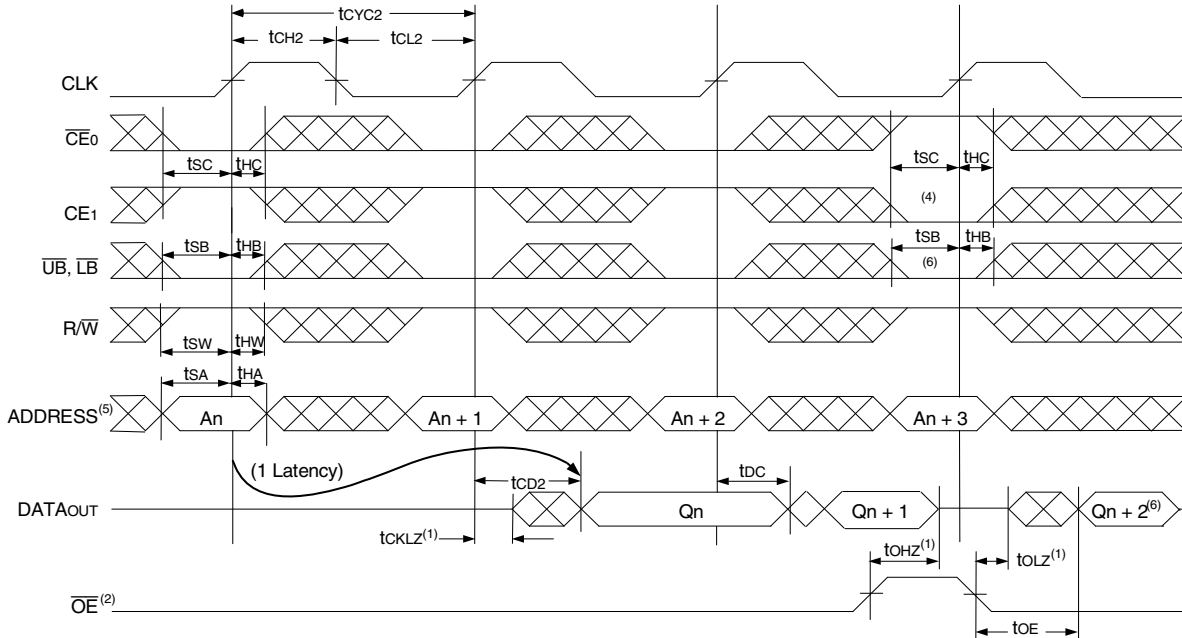 tCYC2
tCH2 tCL2
CLK
CE0
tSC tHC tSC tHC
CE1 (4)
tSB tHB tSB tHB
UB, LB (6)
R/W
tSW tHW
tSA tHA
ADDRESS(5) An An + 1 An + 2 An + 3
(1 Latency) tCD2 tDC
DATAOUT Qn Qn + 1 Qn + 2(6)
tCKLZ(1) tOHZ(1) tOLZ(1)
OE(2)
tOE